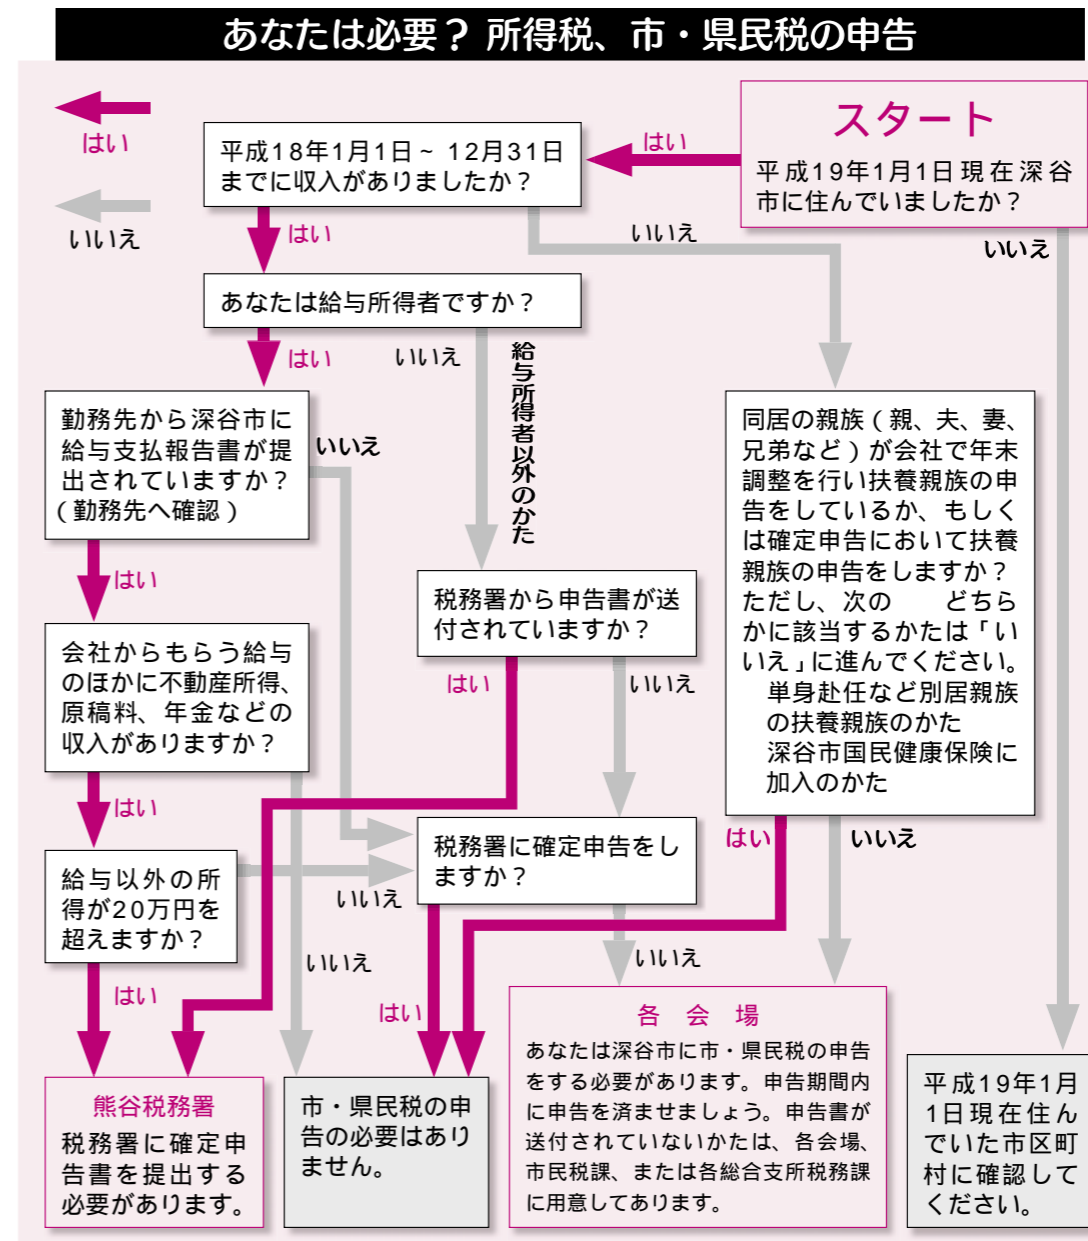 あなたは必要？ 所得税、市・県民税の申告
はい
いいえ
スタート
平成19年1月1日現在深谷
市に住んでいましたか？
はい
いいえ
平成18年1月1日～12月31日
までに収入がありましたか？
はい
いいえ
あなたは給与所得者ですか？
はい
いいえ
給与所得者以外のかた
勤務先から深谷市に
給与支払報告書が提
出されていますか？
（勤務先へ確認）
いいえ
はい
会社からもらう給与
のほかに不動産所得、
原稿料、年金などの
収入がありますか？
はい
いいえ
給与以外の所
得が20万円を
超えますか？
いいえ
はい
税務署から申告書が送
付されていますか？
はい
いいえ
税務署に確定申告をし
ますか？
はい
いいえ
同居の親族（親、夫、妻、
兄弟など）が会社で年末
調整を行い扶養親族の申
告をしているか、もしく
は確定申告において扶養
親族の申告をしますか？
ただし、次の　　どちら
かに該当するかたは「い
いえ」に進んでください。
単身赴任など別居親族
の扶養親族のかた
深谷市国民健康保険に
加入のかた
はい
いいえ
熊谷税務署
税務署に確定申
告書を提出する
必要があります。
市・県民税の申
告の必要はあり
ません。
各 会 場
あなたは深谷市に市・県民税の申告
をする必要があります。申告期間内
に申告を済ませましょう。申告書が
送付されていないかたは、各会場、
市民税課、または各総合支所税務課
に用意してあります。
平成19年1月
1日現在住ん
でいた市区町
村に確認して
ください。